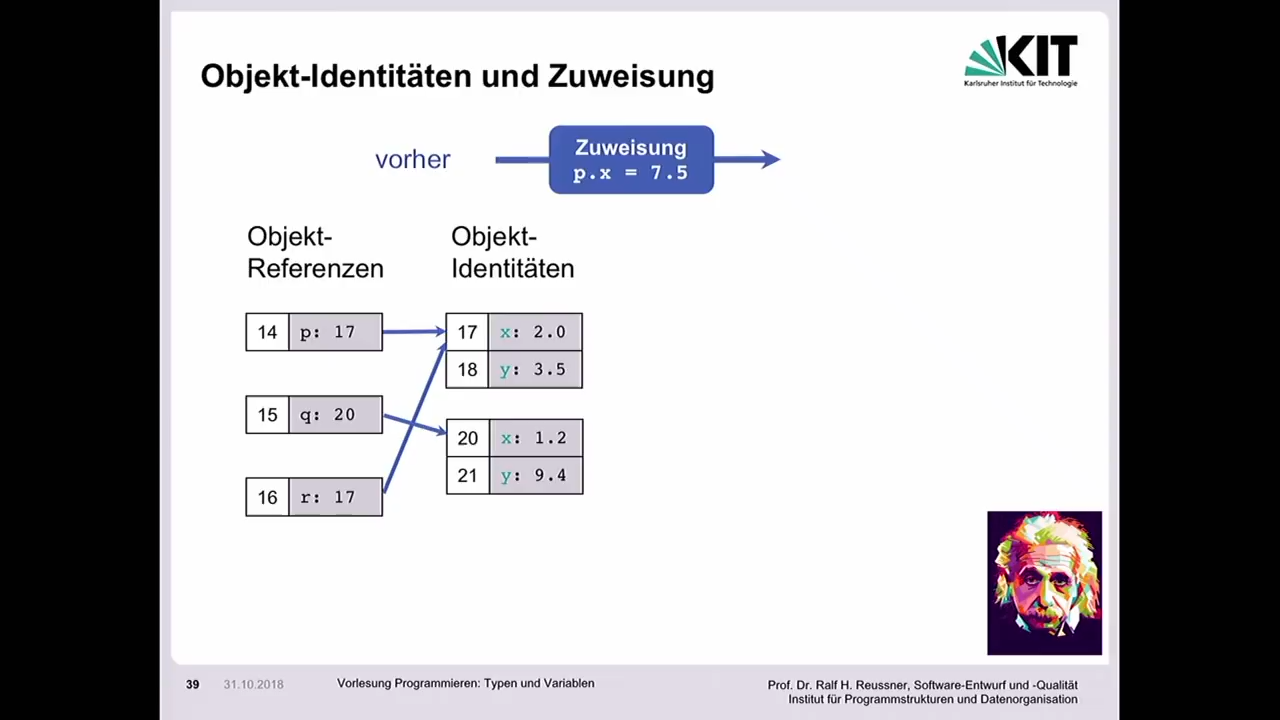 Objekt-Identitäten und Zuweisung
KIT
Karlsruher Institut für Technologie
vorher
Zuweisung
p.x = 7.5
Objekt-
Referenzen
Objekt-
Identitäten
14 p: 17
17 x: 2.0
18 y: 3.5
15 q: 20
20 x: 1.2
21 y: 9.4
16 r: 17
39 31.10.2018 Vorlesung Programmieren: Typen und Variablen
Prof. Dr. Ralf H. Reussner, Software-Entwurf und -Qualität
Institut für Programmstrukturen und Datenorganisation